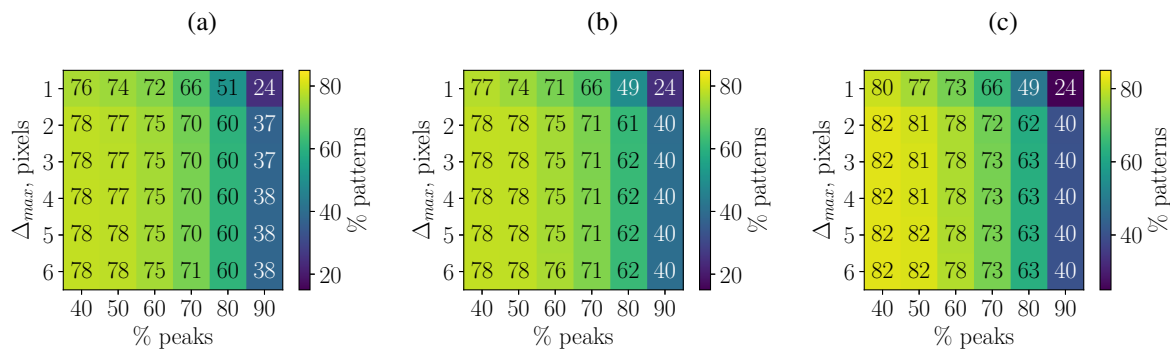 (a)
1 76 74 72 66 51 24
2 78 77 75 70 60 37
3 78 77 75 70 60 37
4 78 77 75 70 60 38
5 78 78 75 70 60 38
6 78 78 75 71 60 38
40 50 60 70 80 90
% peaks
Δmax, pixels
80
60
40
20
% patterns
(b)
1 77 74 71 66 49 24
2 78 78 75 71 61 40
3 78 78 75 71 62 40
4 78 78 75 71 62 40
5 78 78 75 71 62 40
6 78 78 76 71 62 40
40 50 60 70 80 90
% peaks
Δmax, pixels
80
60
40
20
% patterns
(c)
1 80 77 73 66 49 24
2 82 81 78 72 62 40
3 82 81 78 73 63 40
4 82 81 78 73 63 40
5 82 82 78 73 63 40
6 82 82 78 73 63 40
40 50 60 70 80 90
% peaks
Δmax, pixels
80
60
40
% patterns